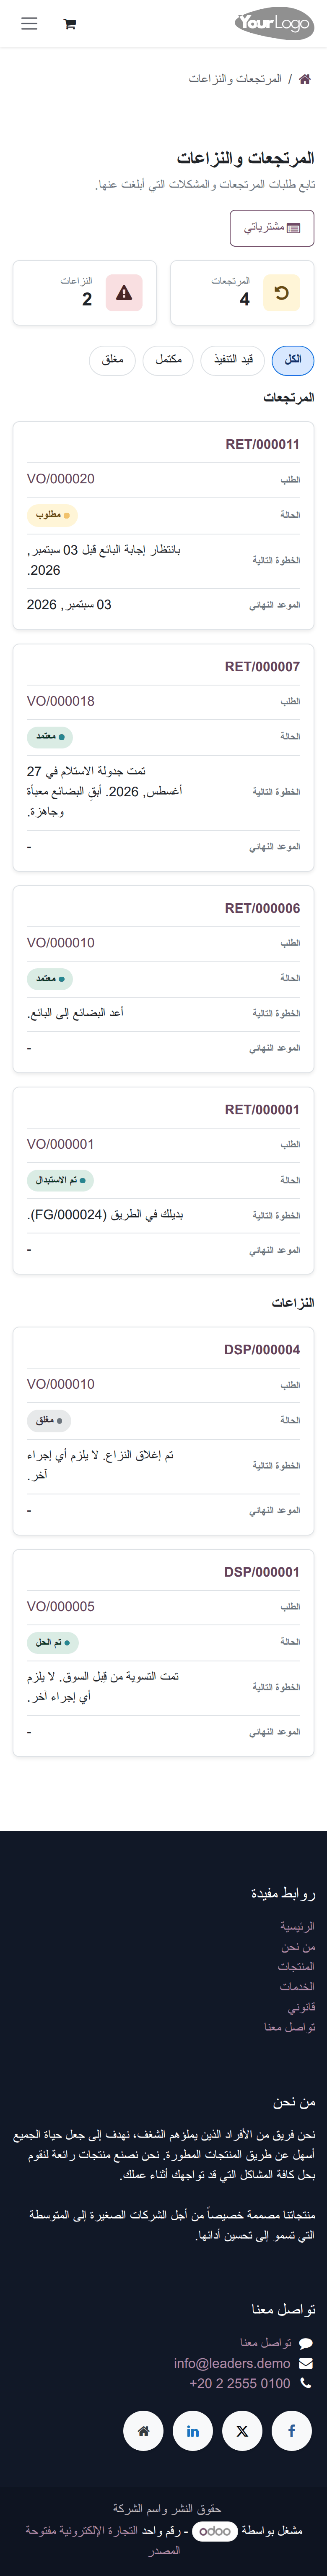 YourLogo
/ المرتجعات والنزاعات
المرتجعات والنزاعات
تابع طلبات المرتجعات والمشكلات التي أبلغت عنها.
مشترياتي
المرتجعات
4
النزاعات
2
الكل
قيد التنفيذ
مكتمل
مغلق
المرتجعات
RET/000011
الطلب VO/000020
الحالة مطلوب
الخطوة التالية بانتظار إجابة البائع قبل 03 سبتمبر,
2026.
الموعد النهائي 03 سبتمبر, 2026
RET/000007
الطلب VO/000018
الحالة معتمد
الخطوة التالية تمت جدولة الاستلام في 27
أغسطس, 2026. أبقِ البضائع معبأة
وجاهزة.
الموعد النهائي -
RET/000006
الطلب VO/000010
الحالة معتمد
الخطوة التالية أعد البضائع إلى البائع.
الموعد النهائي -
RET/000001
الطلب VO/000001
الحالة تم الاستبدال
الخطوة التالية بديلك في الطريق (FG/000024).
الموعد النهائي -
النزاعات
DSP/000004
الطلب VO/000010
الحالة مغلق
الخطوة التالية تم إغلاق النزاع. لا يلزم أي إجراء
آخر.
الموعد النهائي -
DSP/000001
الطلب VO/000005
الحالة تم الحل
الخطوة التالية تمت التسوية من قِبل السوق. لا يلزم
أي إجراء آخر.
الموعد النهائي -
روابط مفيدة
الرئيسية
من نحن
المنتجات
الخدمات
قانوني
تواصل معنا
من نحن
نحن فريق من الأفراد الذين يملؤهم الشغف، نهدف إلى جعل حياة الجميع
أسهل عن طريق المنتجات المطورة. نحن نصنع منتجات رائعة لنقوم
بحل كافة المشاكل التي قد تواجهك أثناء عملك.
منتجاتنا مصممة خصيصاً من أجل الشركات الصغيرة إلى المتوسطة
التي تسمو إلى تحسين أدائها.
تواصل معنا
تواصل معنا
info@leaders.demo
+20 2 2555 0100
حقوق النشر واسم الشركة
مشغل بواسطة odoo - رقم واحد التجارة الإلكترونية مفتوحة
المصدر